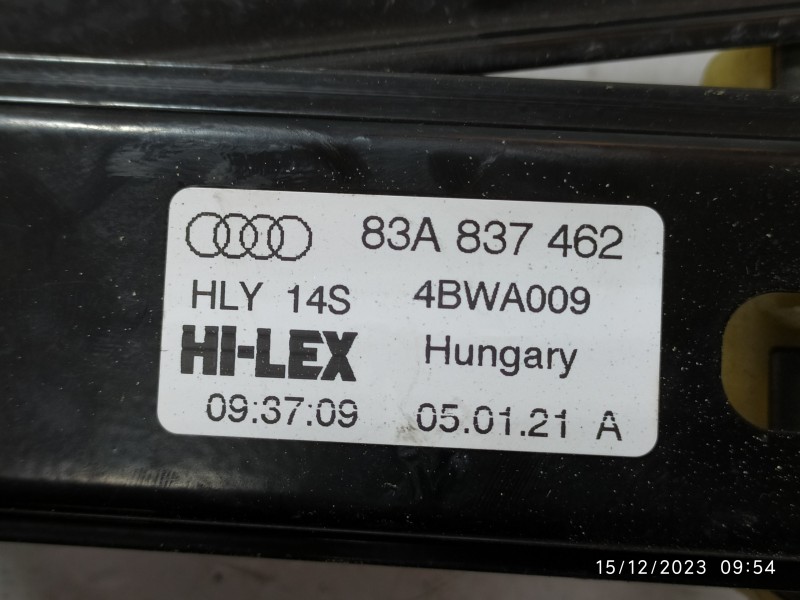 83A 837 462
HLY 14S 4BWA009
HI-LEX Hungary
09:37:09 05.01.21 A
15/12/2023 09:54